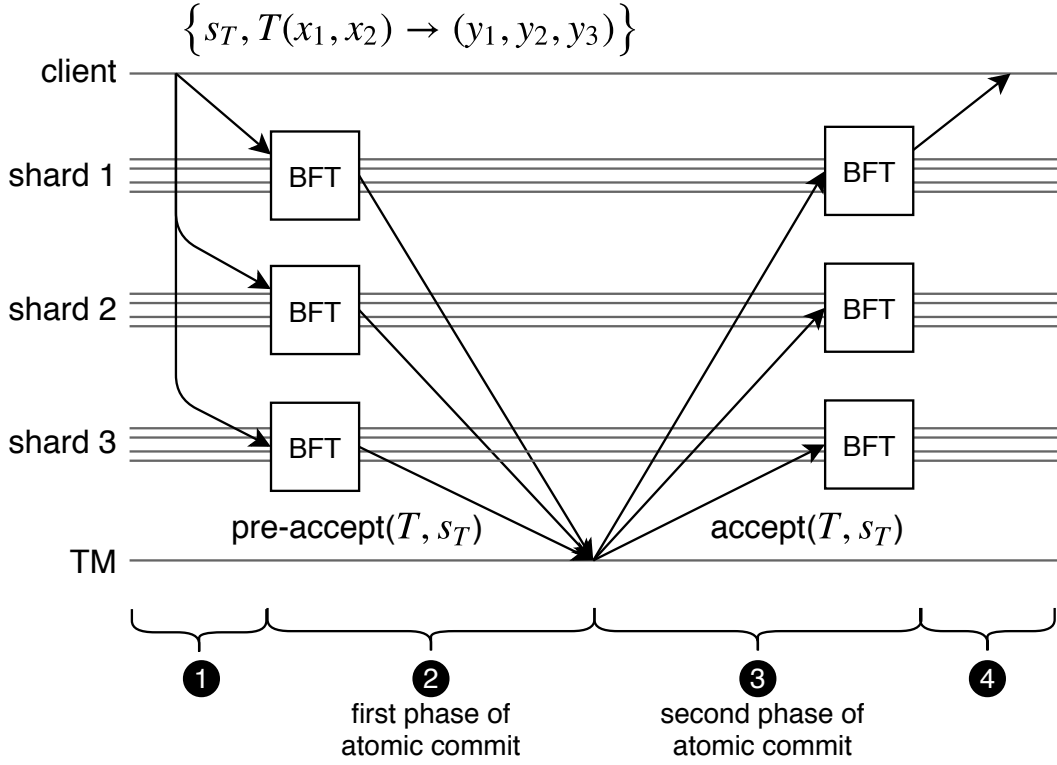 {s_T, T(x_1, x_2) → (y_1, y_2, y_3)}
client
shard 1
BFT
BFT
shard 2
BFT
BFT
shard 3
BFT
BFT
pre-accept(T, s_T)
accept(T, s_T)
TM
1
2
3
4
first phase of
atomic commit
second phase of
atomic commit